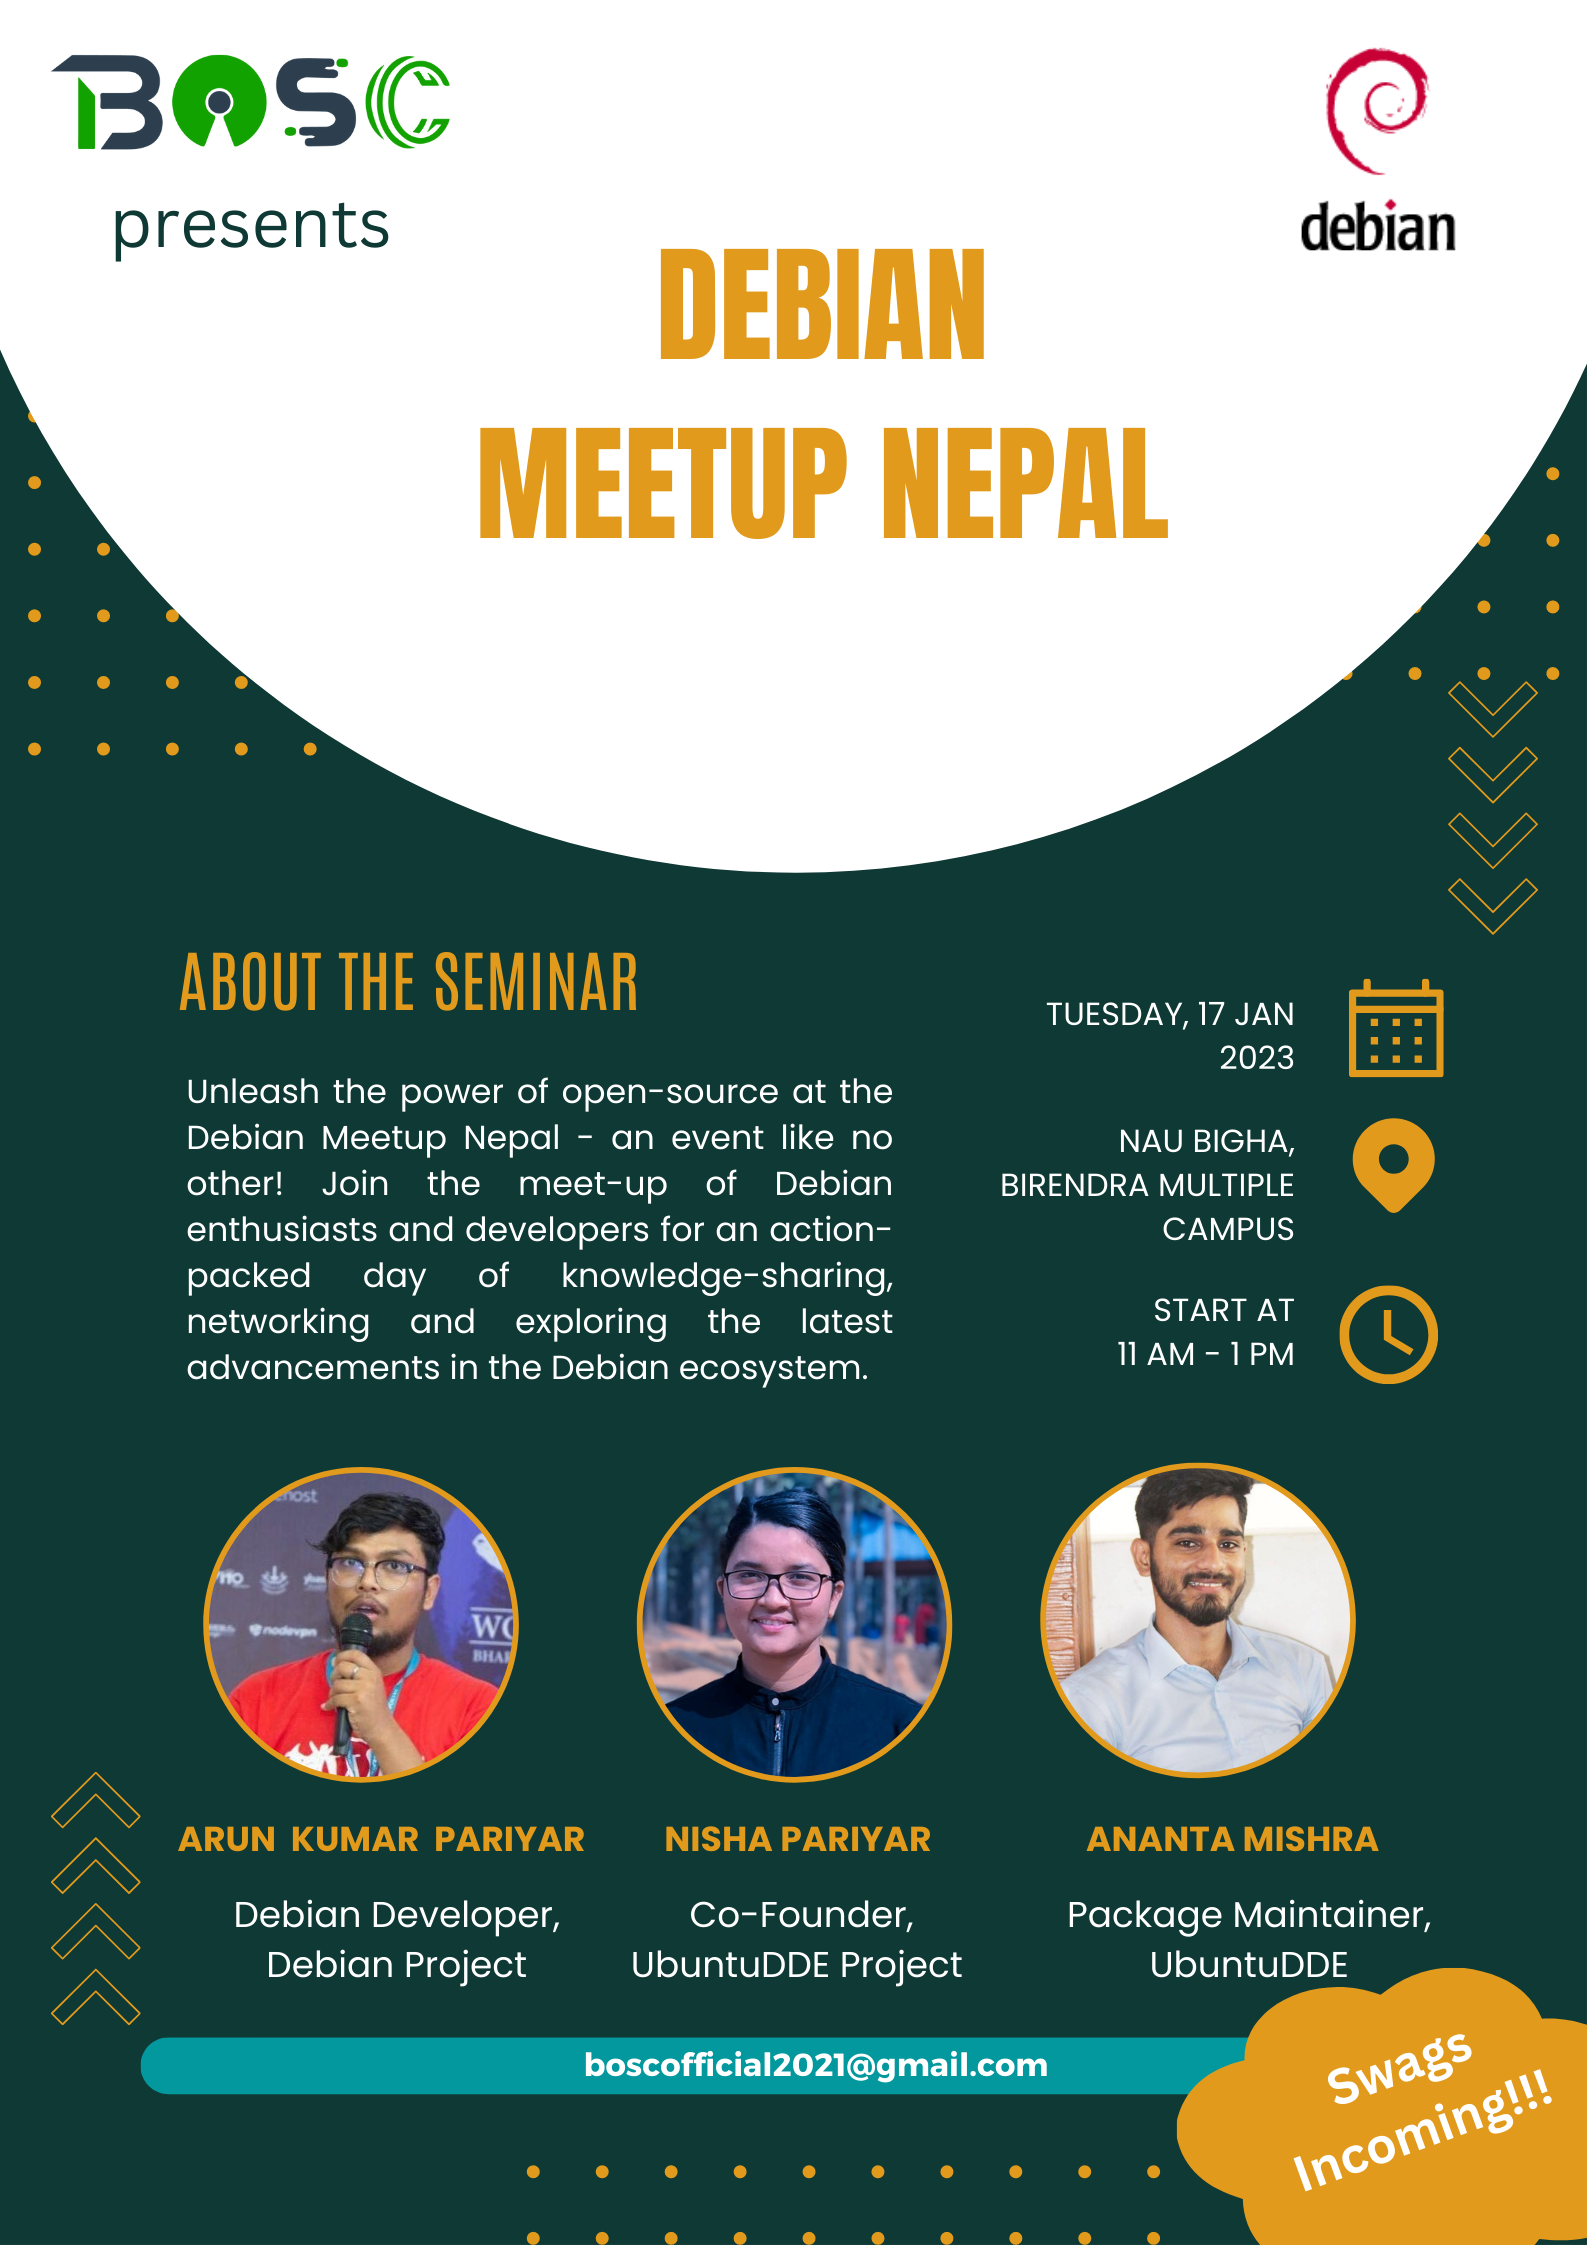 BOSC
presents
debian
DEBIAN
MEETUP NEPAL
ABOUT THE SEMINAR
Unleash the power of open-source at the
Debian Meetup Nepal - an event like no
other! Join the meet-up of Debian
enthusiasts and developers for an action-
packed day of knowledge-sharing,
networking and exploring the latest
advancements in the Debian ecosystem.
TUESDAY, 17 JAN
2023
NAU BIGHA,
BIRENDRA MULTIPLE
CAMPUS
START AT
11 AM - 1 PM
nodevpn
WO
BHAR
ARUN KUMAR PARIYAR
Debian Developer,
Debian Project
NISHA PARIYAR
Co-Founder,
UbuntuDDE Project
ANANTA MISHRA
Package Maintainer,
UbuntuDDE
boscofficial2021@gmail.com
Swags
Incoming!!!